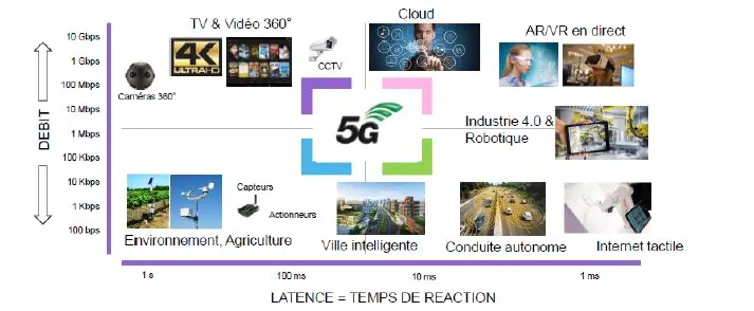 Cloud
TV & Vidéo 360°
AR/VR en direct
10 Gbps
1 Gbps
100 Mbps
10 Mbps
1 Mbps
100 Kbps
10 Kbps
1 Kbps
100 bps
DEBIT
4K
ULTRAHD
CCTV
Caméras 360°
5G
Industrie 4.0 &
Robotique
Capteurs
Actionneurs
Environnement, Agriculture
Ville intelligente
Conduite autonome
Internet tactile
1 s
100 ms
10 ms
1 ms
LATENCE = TEMPS DE REACTION